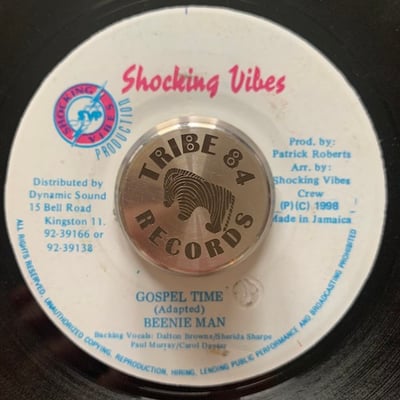 Shocking Vibes
SHOCKING VIBES
PRODUCTION
Prod. by:
Patrick Roberts
Arr. by:
Shocking Vibes
Crew
(P)(C) 1998
Made in Jamaica
Distributed by
Dynamic Sound
15 Bell Road
Kingston 11.
92-39166 or
92-39138
TRIBE 84
RECORDS
GOSPEL TIME
(Adapted)
BEENIE MAN
Backing Vocals: Dalton Browne/Sherida Sharpe
Paul Murray/Carol
ALL RIGHTS RESERVED. UNAUTHORIZED COPYING, REPRODUCTION, HIRING, LENDING PUBLIC PERFORMANCE AND BROADCASTING PROHIBITED